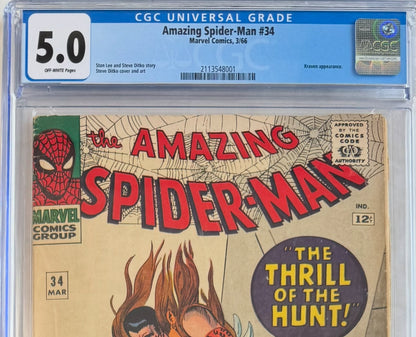 CGC UNIVERSAL GRADE
5.0
OFF-WHITE Pages
Amazing Spider-Man #34
Marvel Comics, 3/66
Stan Lee and Steve Ditko story
Steve Ditko cover and art
Kraven appearance.
2113548001
CGC
the AMAZING
SPIDER-MAN
APPROVED
BY THE
COMICS
CODE
AUTHORITY
MARVEL
COMICS
GROUP
IND.
12¢
34
MAR
"THE
THRILL
OF THE
HUNT!"